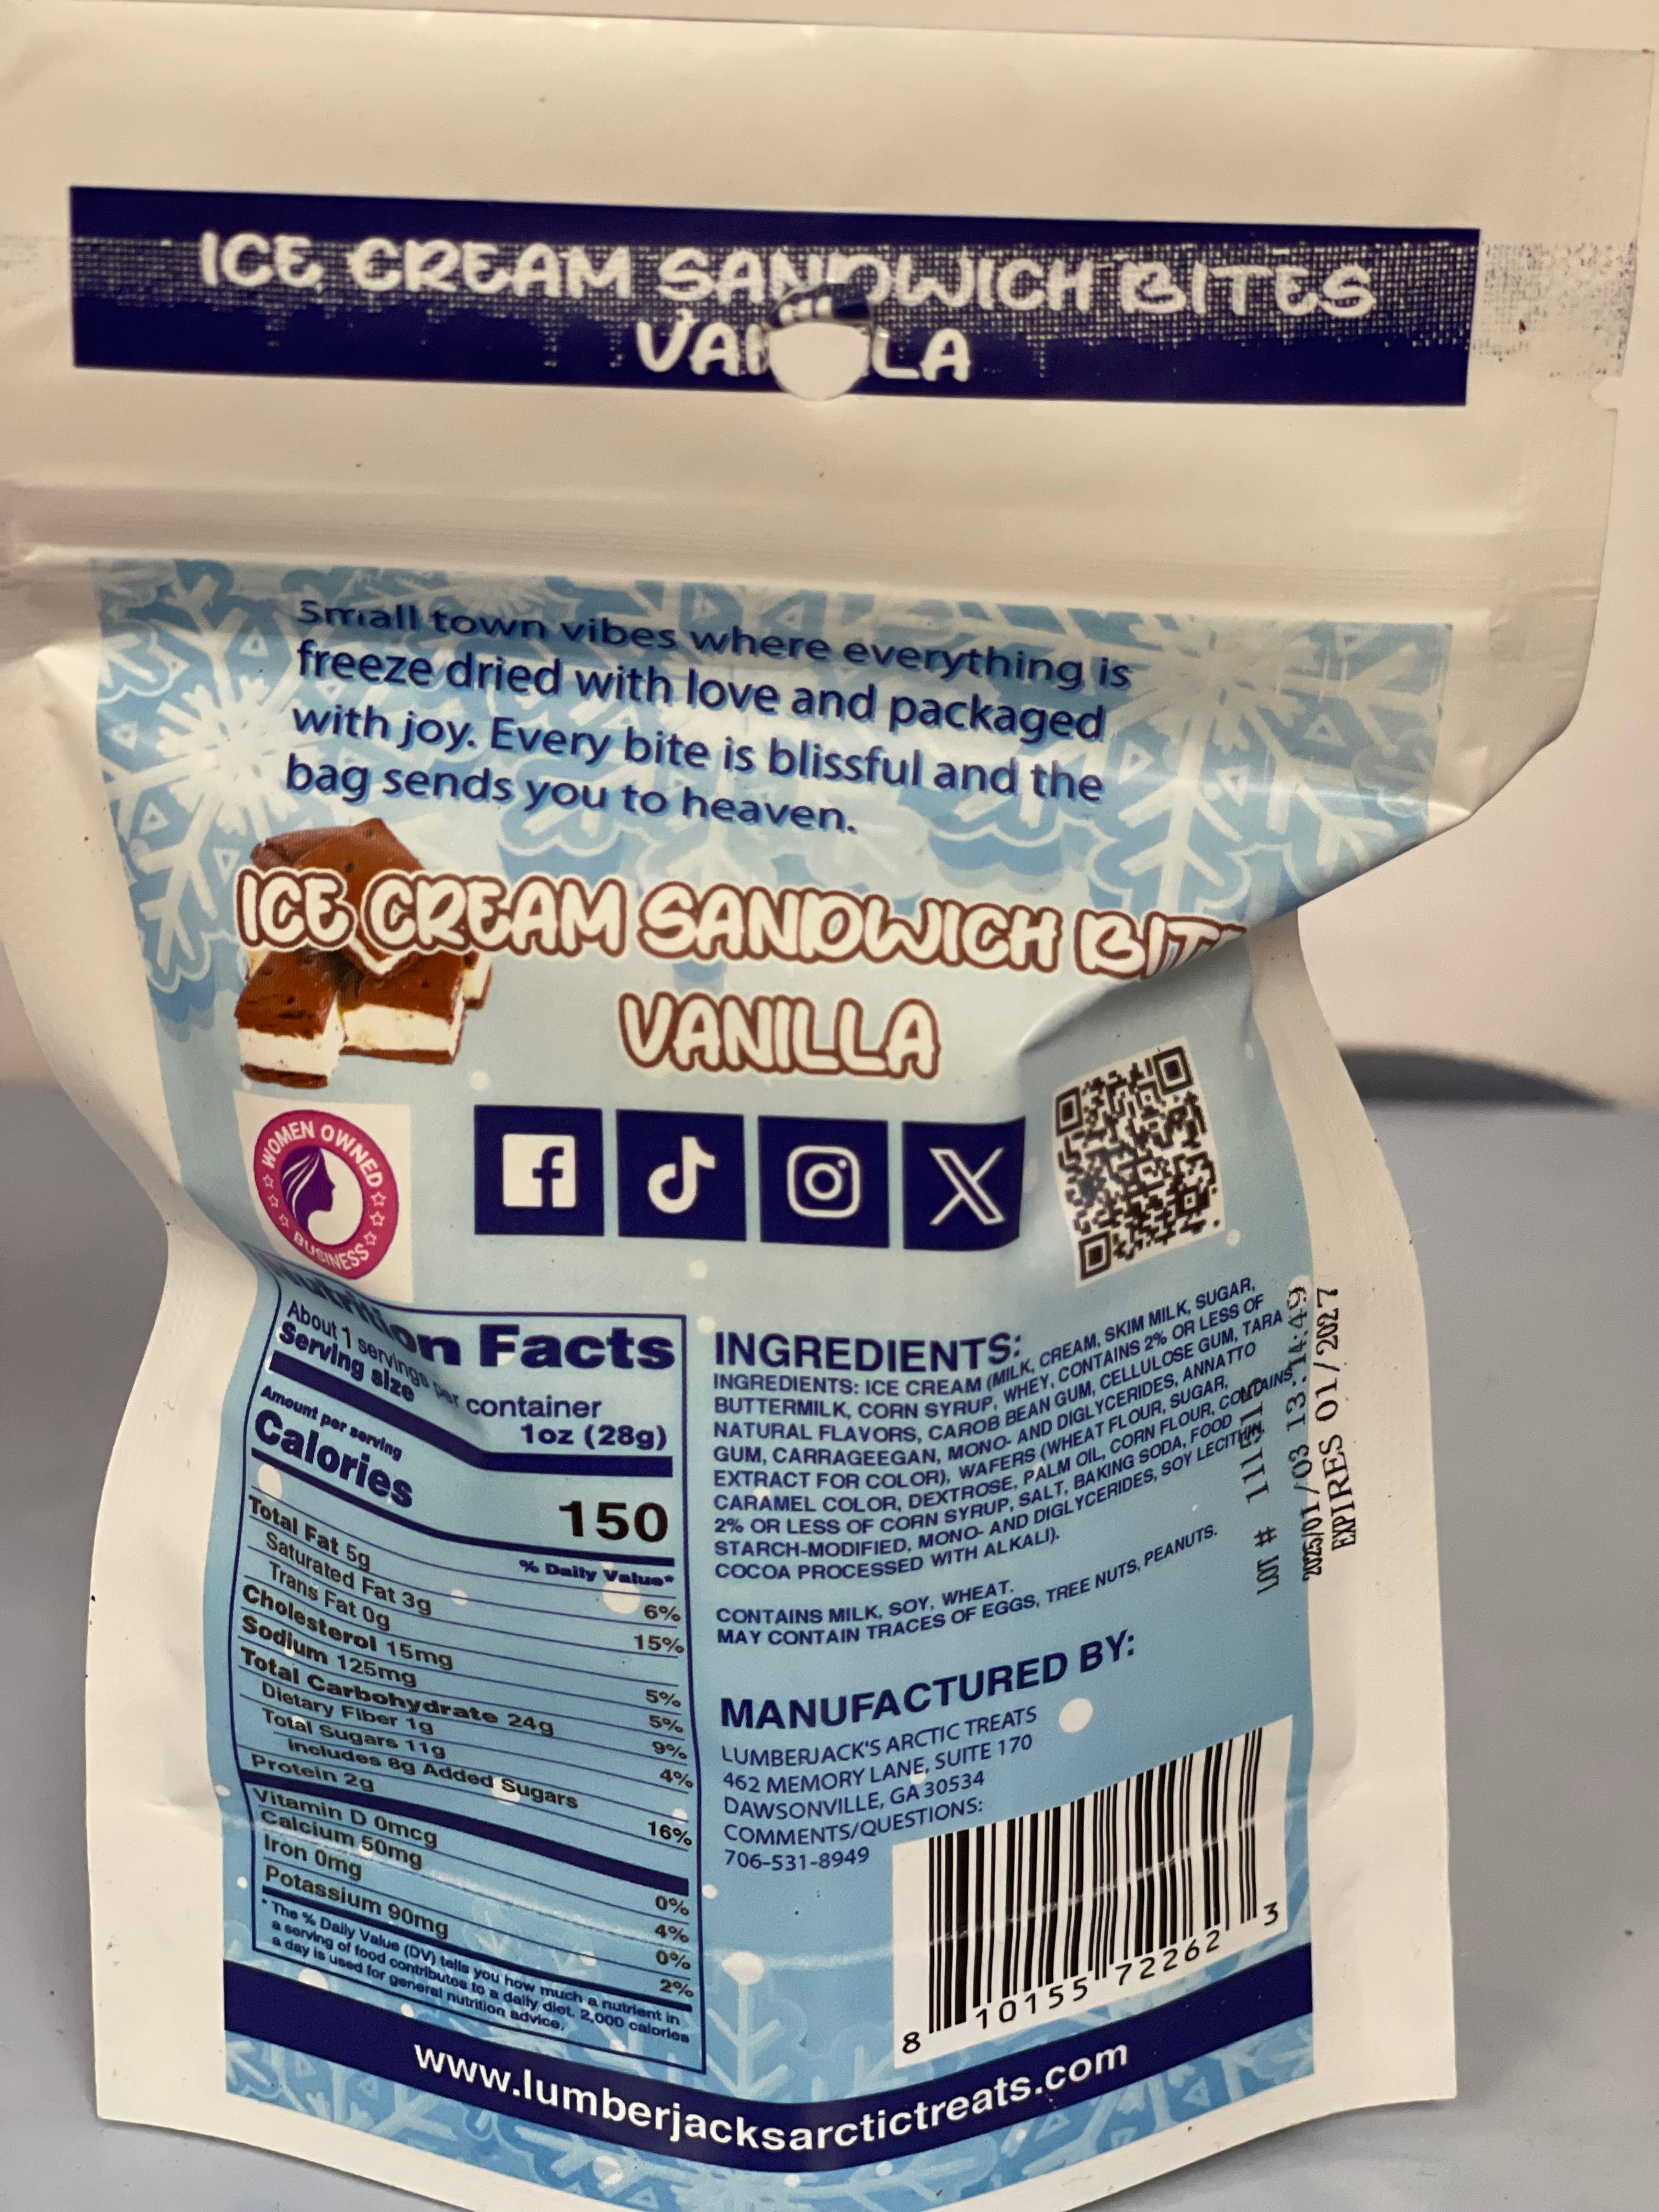 ICE CREAM SANDWICH BITES
Small town vibes where everything is
freeze dried with love and packaged
with joy. Every bite is blissful and the
bag sends you to heaven.
ICE CREAM SANDWICH
VANILLA
WOMEN OWNED
BUSINESS
Nutrition Facts
About 1 servings per container
Serving size 1oz (28g)
Amount per serving
Calories 150
% Daily Value*
Total Fat 5g 6%
Saturated Fat 3g 15%
Trans Fat 0g
Cholesterol 15mg 5%
Sodium 125mg 5%
Total Carbohydrate 24g 9%
Dietary Fiber 1g 4%
Total Sugars 11g
Includes 8g Added Sugars 16%
Protein 2g
Vitamin D 0mcg 0%
Calcium 50mg 4%
Iron 0mg 0%
Potassium 90mg 2%
* The % Daily Value (DV) tells you how much a nutrient in
a serving of food contributes to a daily diet. 2,000 calories
a day is used for general nutrition advice.
INGREDIENTS:
INGREDIENTS: ICE CREAM (MILK, CREAM, SKIM MILK, SUGAR,
BUTTERMILK, CORN SYRUP, WHEY, CONTAINS 2% OR LESS OF
NATURAL FLAVORS, CAROB BEAN GUM, CELLULOSE GUM, TARA
GUM, CARRAGEEGAN, MONO- AND DIGLYCERIDES, ANNATTO
EXTRACT FOR COLOR), WAFERS (WHEAT FLOUR, SUGAR,
CARAMEL COLOR, DEXTROSE, PALM OIL, CORN FLOUR, CONTAINS
2% OR LESS OF CORN SYRUP, SALT, BAKING SODA, FOOD
STARCH-MODIFIED, MONO- AND DIGLYCERIDES, SOY LECITHIN,
COCOA PROCESSED WITH ALKALI).
CONTAINS MILK, SOY, WHEAT.
MAY CONTAIN TRACES OF EGGS, TREE NUTS, PEANUTS.
LOT #
2025/01/03 13:14:49
EXPIRES 01/2027
MANUFACTURED BY:
LUMBERJACK'S ARCTIC TREATS
462 MEMORY LANE, SUITE 170
DAWSONVILLE, GA 30534
COMMENTS/QUESTIONS:
706-531-8949
8 10155 72262 3
www.lumberjacksarctictreats.com